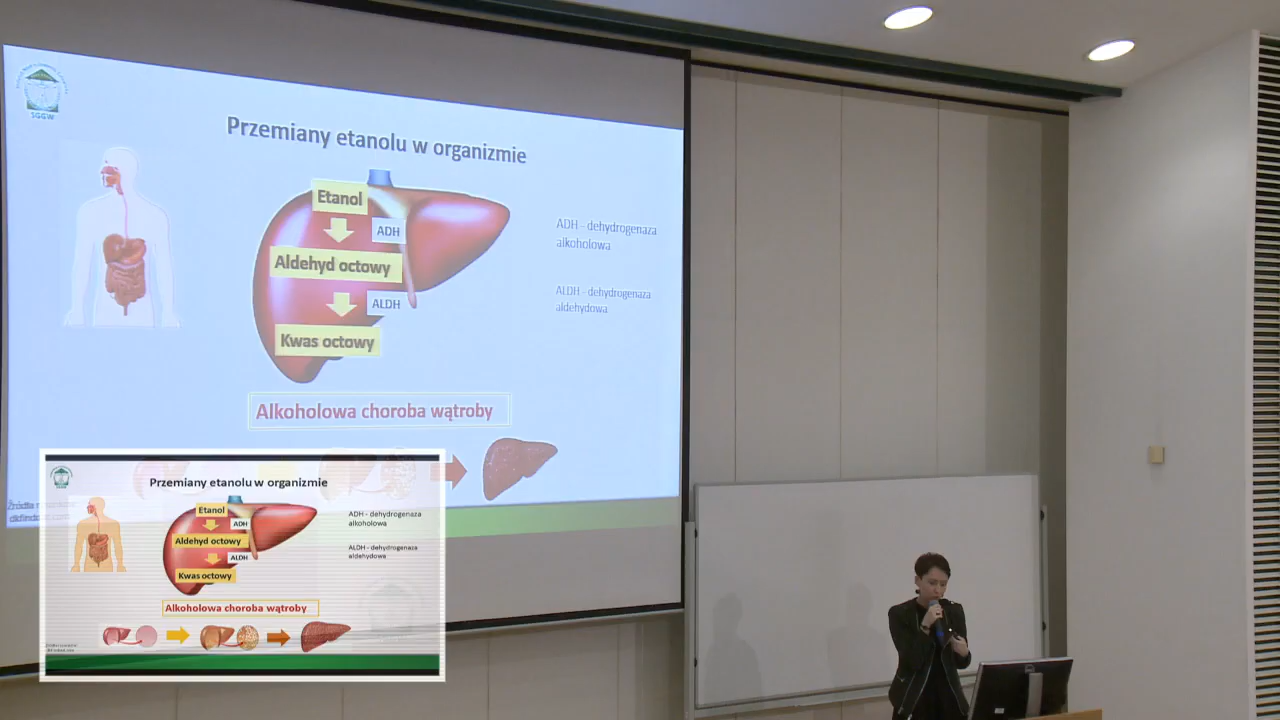 SGGW
Przemiany etanolu w organizmie
Etanol
ADH
Aldehyd octowy
ALDH
Kwas octowy
ADH - dehydrogenaza
alkoholowa
ALDH - dehydrogenaza
aldehydowa
Alkoholowa choroba wątroby
Przemiany etanolu w organizmie
Etanol
ADH
Aldehyd octowy
ALDH
Kwas octowy
ADH - dehydrogenaza
alkoholowa
ALDH - dehydrogenaza
aldehydowa
Alkoholowa choroba wątroby